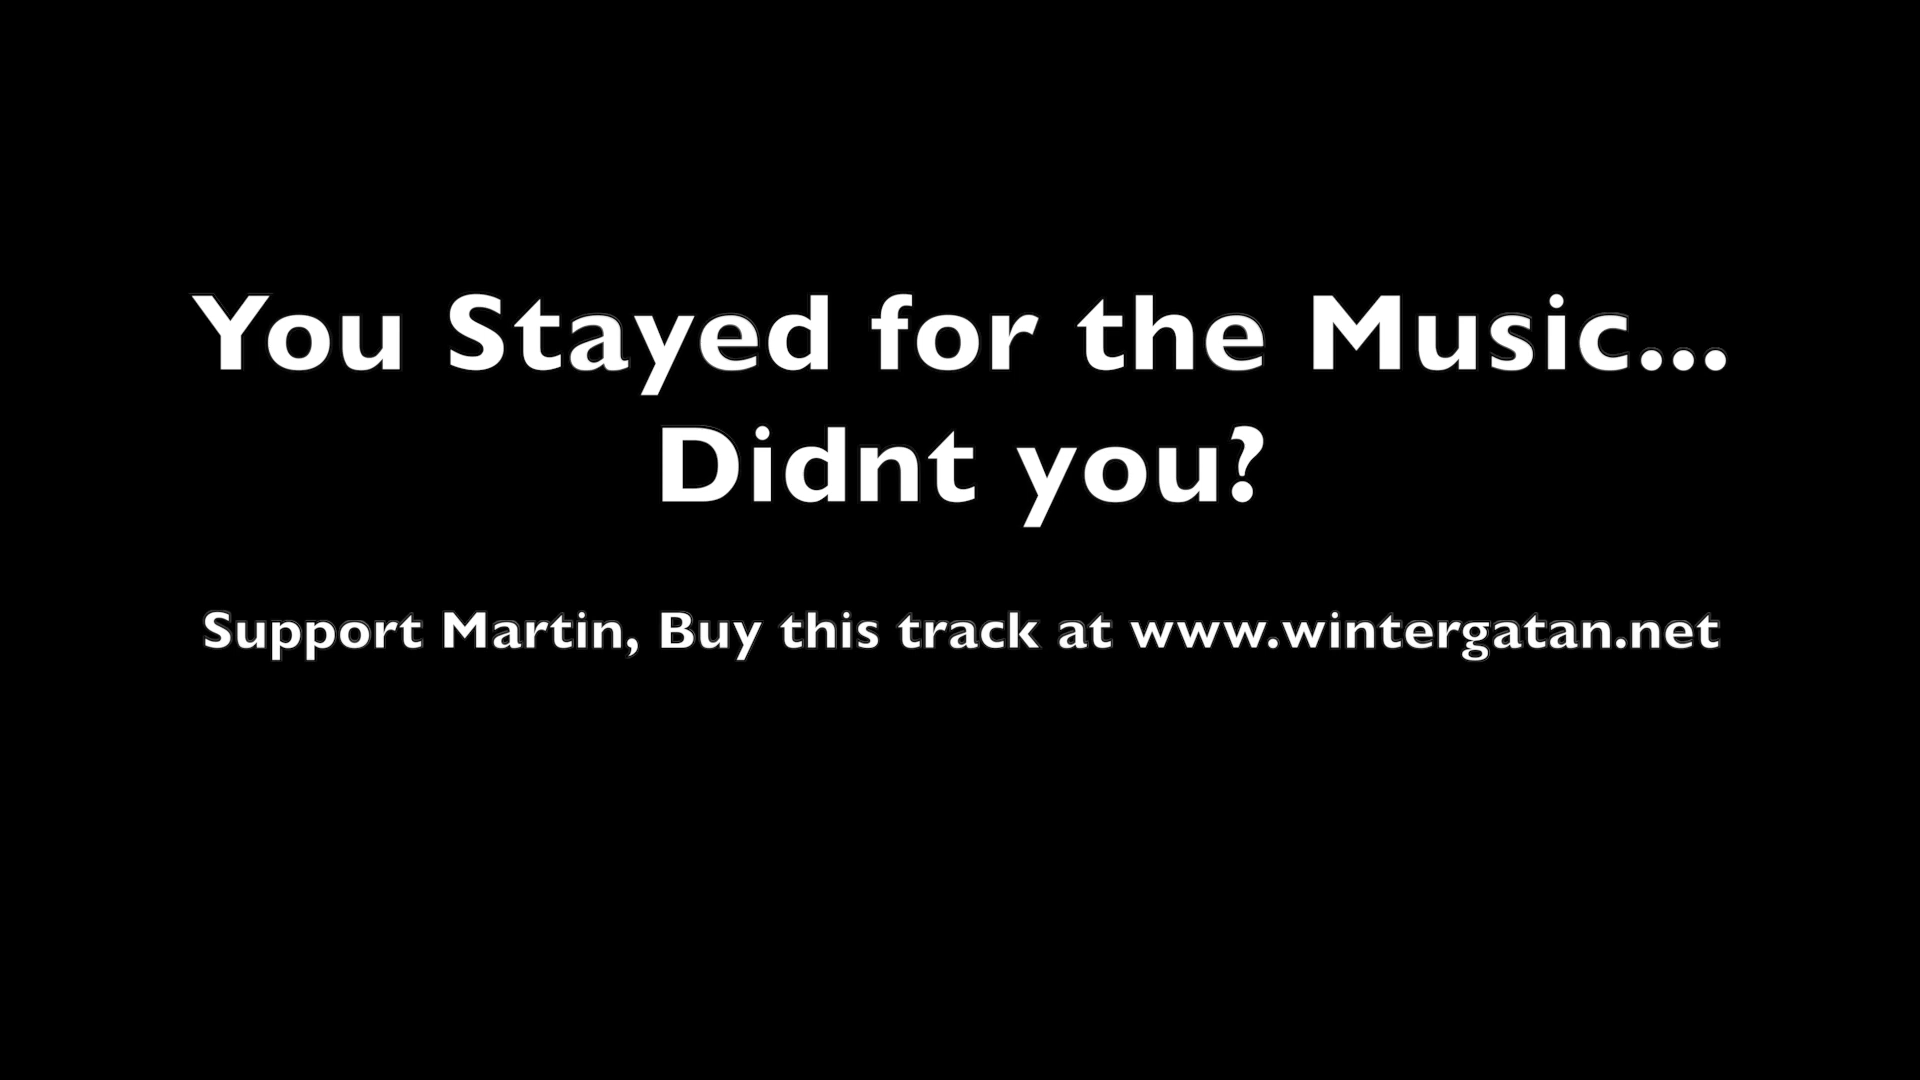 You Stayed for the Music...
Didnt you?
Support Martin, Buy this track at www.wintergatan.net